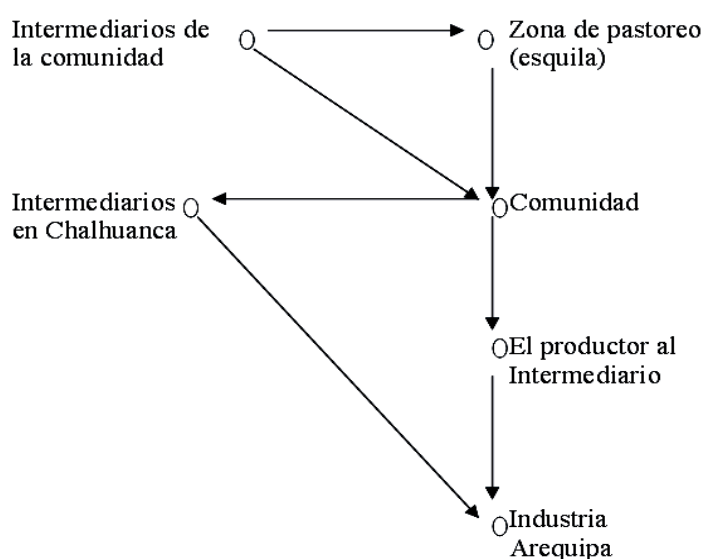 Intermediarios de
la comunidad
Zona de pastoreo
(esquila)
Intermediarios
en Chalhuanca
Comunidad
El productor al
Intermediario
Industria
Arequipa